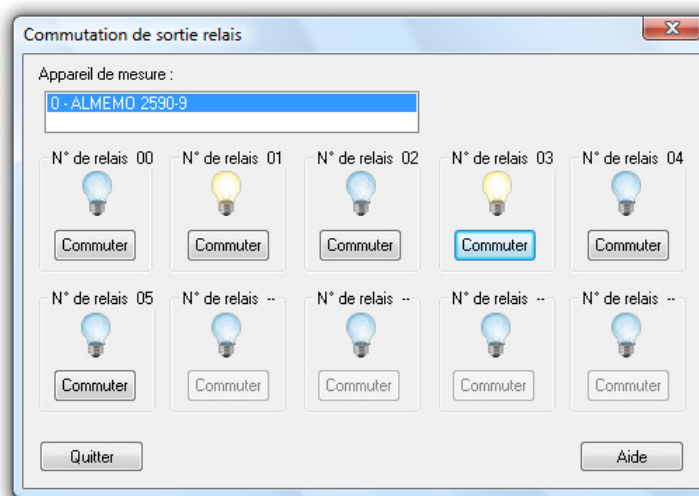 Commutation de sortie relais
Appareil de mesure :
0 - ALMEMO 2590-9
N° de relais 00 N° de relais 01 N° de relais 02 N° de relais 03 N° de relais 04
Commuter Commuter Commuter Commuter Commuter
N° de relais 05 N° de relais -- N° de relais -- N° de relais -- N° de relais --
Commuter Commuter Commuter Commuter Commuter
Quitter Aide